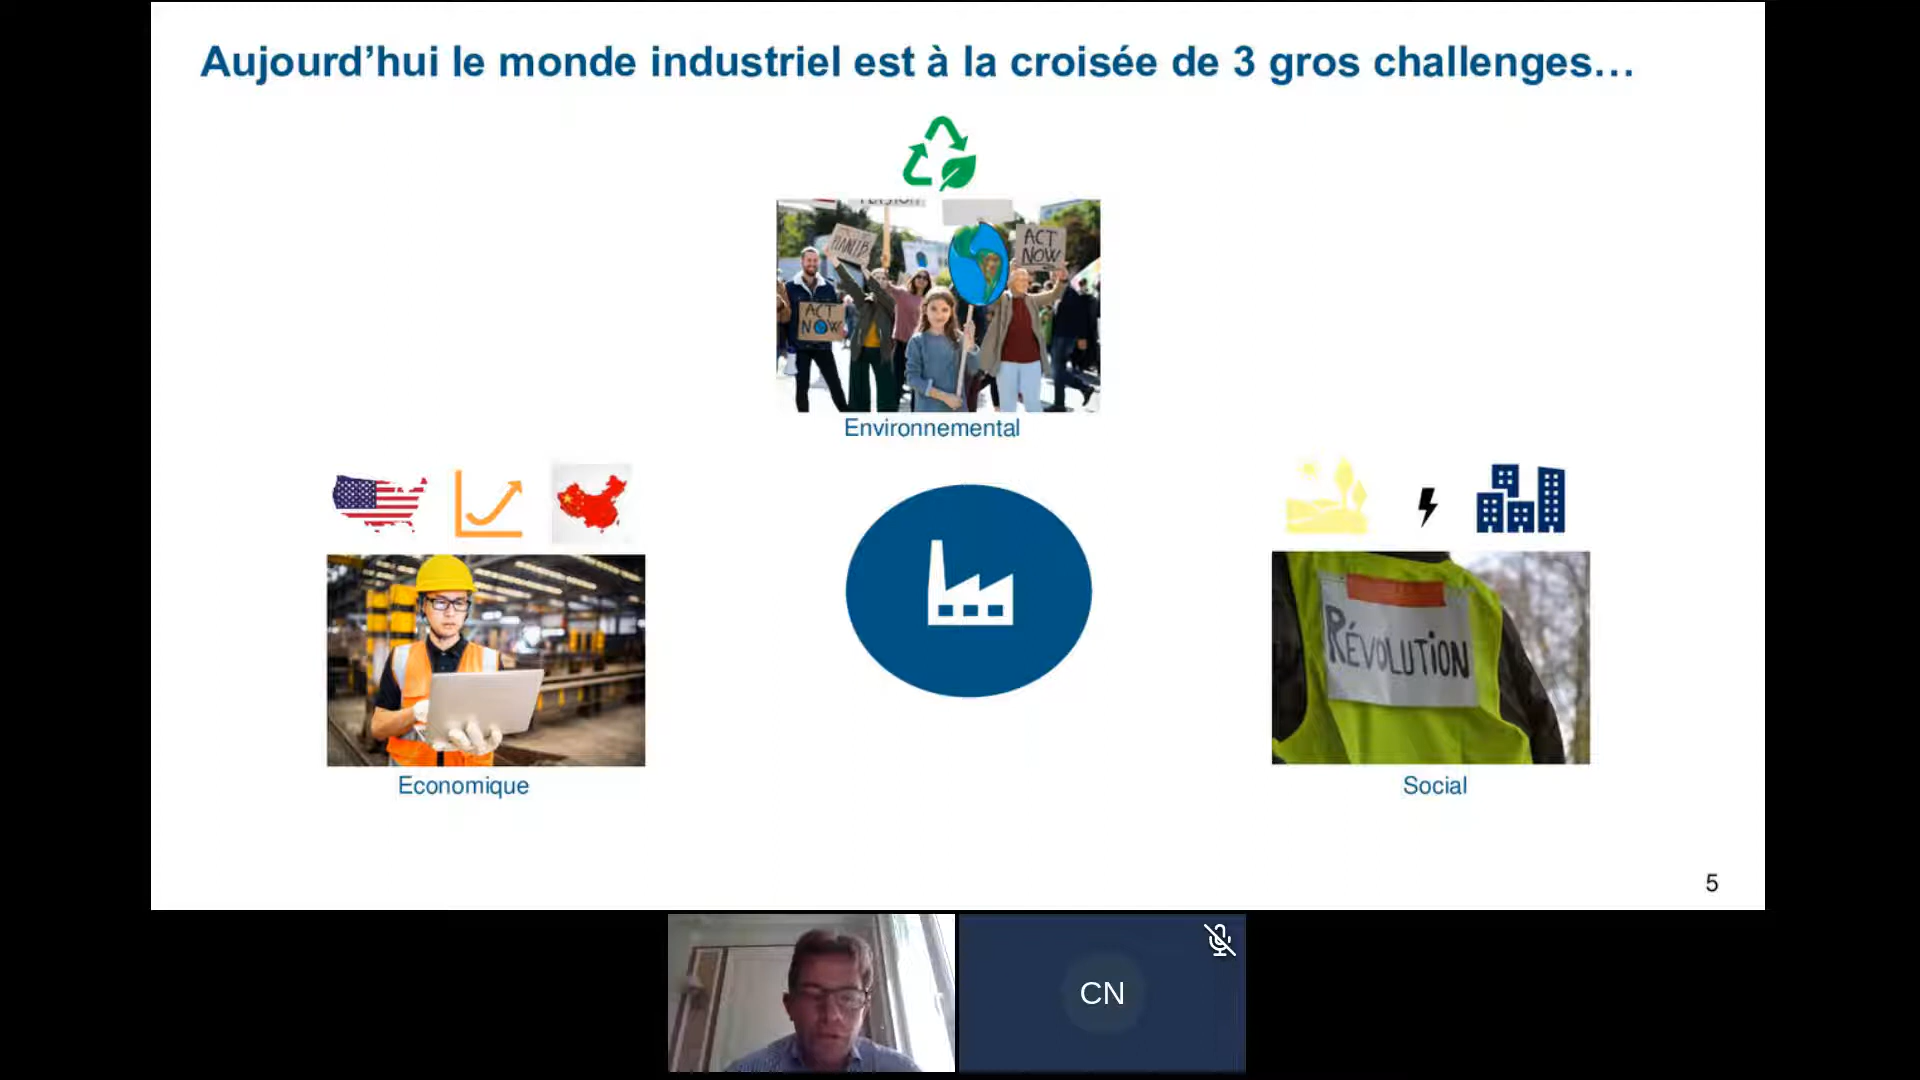 Aujourd’hui le monde industriel est à la croisée de 3 gros challenges…
ACT
NOW
ACT
NOW
Environnemental
RÉVOLUTION
Economique
Social
5
CN